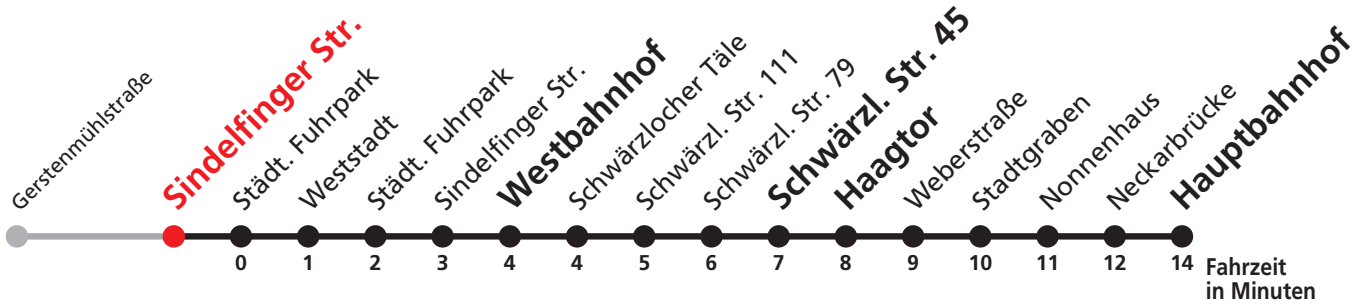 Gerstenmühlstraße
Sindelfinger Str.
Städt. Fuhrpark
Weststadt
Städt. Fuhrpark
Sindelfinger Str.
Westbahnhof
Schwärzlocher Täle
Schwärzl. Str. 111
Schwärzl. Str. 79
Schwärzl. Str. 45
Haagtor
Weberstraße
Stadtgraben
Nonnenhaus
Neckarbrücke
Hauptbahnhof
0 1 2 3 4 4 5 6 7 8 9 10 11 12 14 Fahrzeit
in Minuten